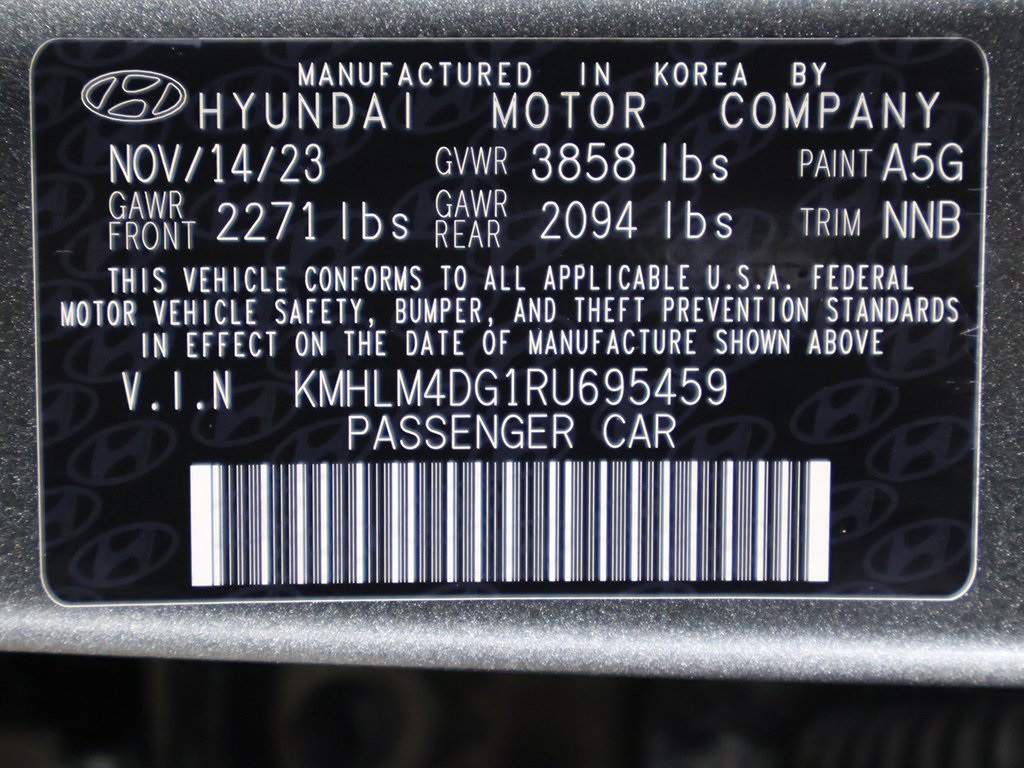 MANUFACTURED IN KOREA BY
HYUNDAI MOTOR COMPANY
NOV/14/23 GVWR 3858 lbs PAINT A5G
GAWR FRONT 2271 lbs GAWR REAR 2094 lbs TRIM NNB
THIS VEHICLE CONFORMS TO ALL APPLICABLE U.S.A. FEDERAL
MOTOR VEHICLE SAFETY, BUMPER, AND THEFT PREVENTION STANDARDS
IN EFFECT ON THE DATE OF MANUFACTURE SHOWN ABOVE
V.I.N KMHLM4DG1RU695459
PASSENGER CAR